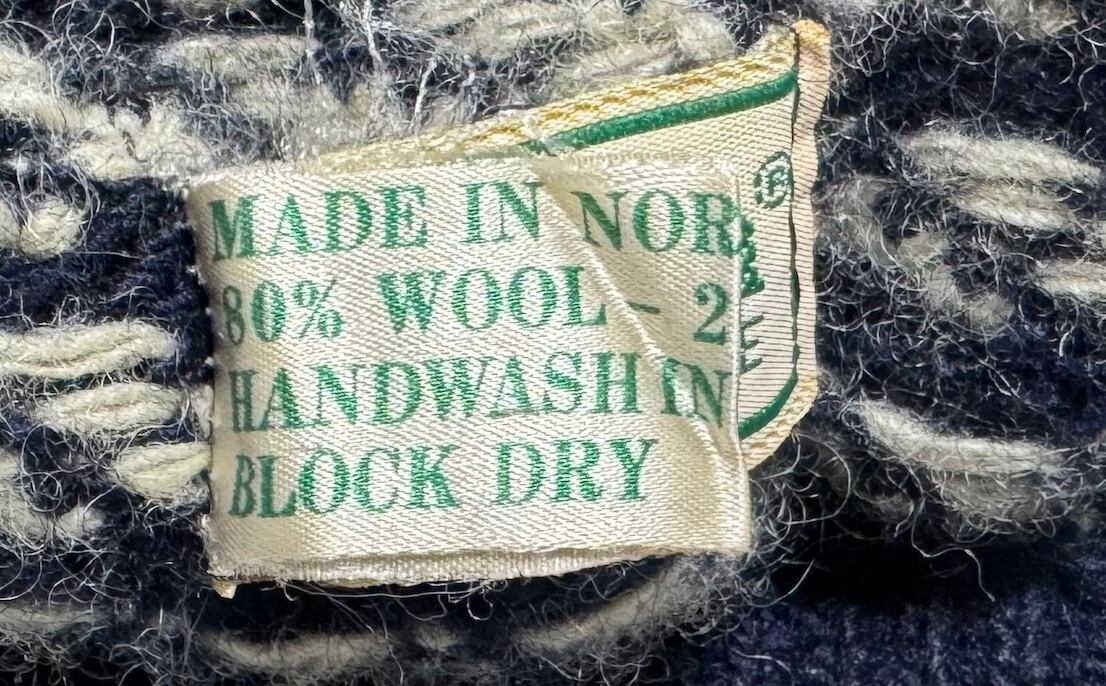 MADE IN NOR
80% WOOL - 2
HANDWASH IN
BLOCK DRY
®